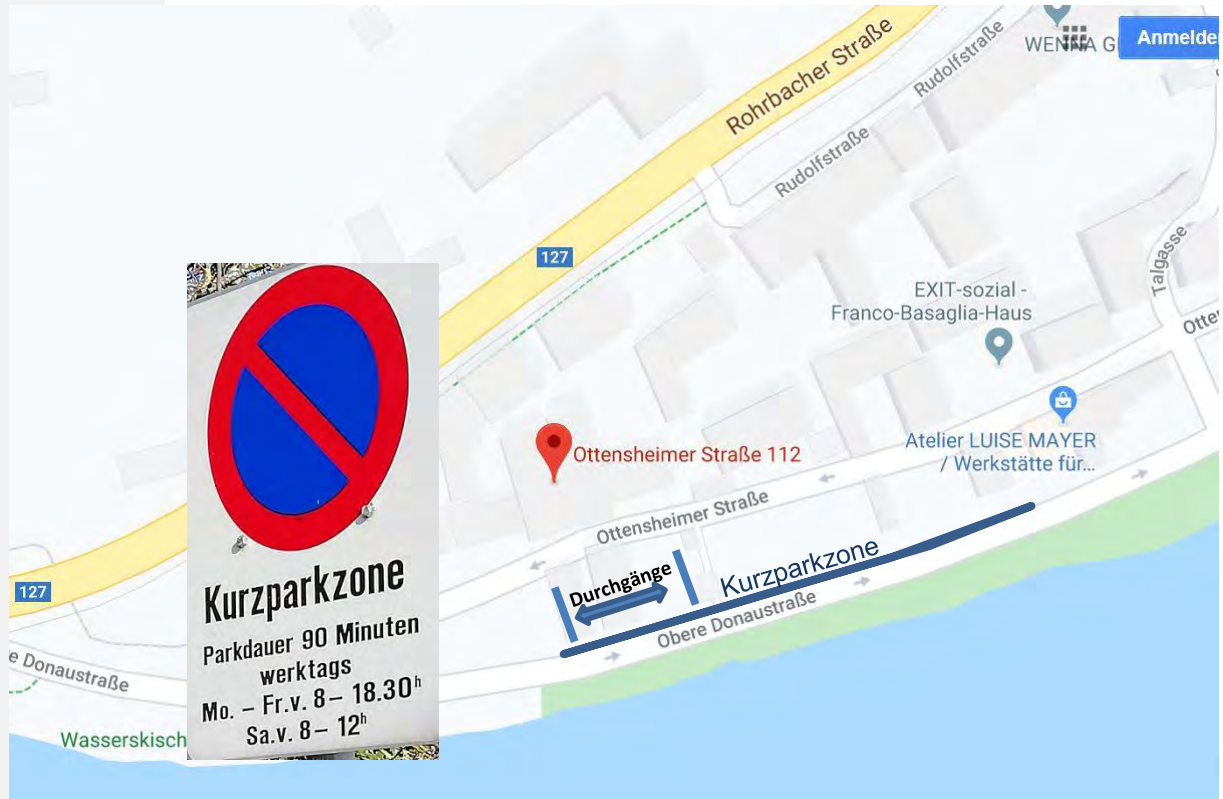 WENNA G
Anmelden
Rohrbacher Straße
Rudolfstraße
Rudolfstraße
127
Talgasse
EXIT-sozial -
Franco-Basaglia-Haus
Otte
Atelier LUISE MAYER
/ Werkstätte für...
Ottensheimer Straße 112
Ottensheimer Straße
Durchgänge
Kurzparkzone
Obere Donaustraße
127
e Donaustraße
Wasserskisch
Kurzparkzone
Parkdauer 90 Minuten
werktags
Mo. – Fr.v. 8 – 18.30h
Sa.v. 8 – 12h